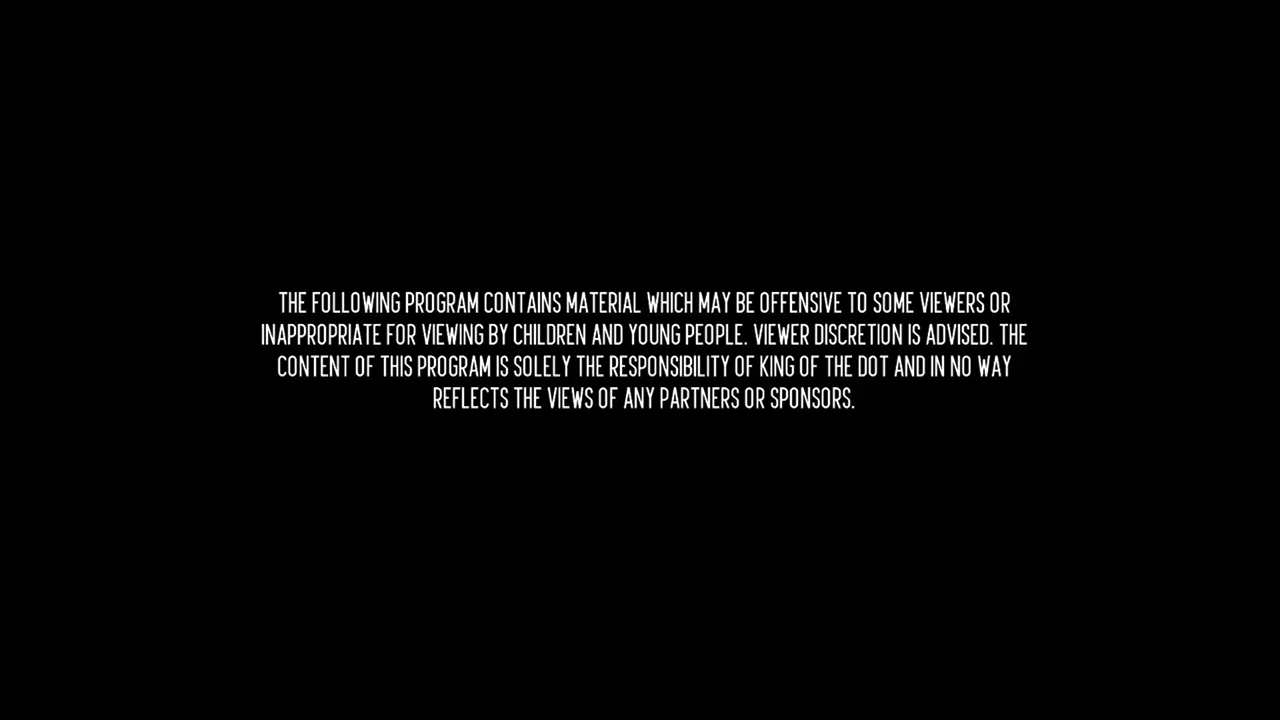 THE FOLLOWING PROGRAM CONTAINS MATERIAL WHICH MAY BE OFFENSIVE TO SOME VIEWERS OR
INAPPROPRIATE FOR VIEWING BY CHILDREN AND YOUNG PEOPLE. VIEWER DISCRETION IS ADVISED. THE
CONTENT OF THIS PROGRAM IS SOLELY THE RESPONSIBILITY OF KING OF THE DOT AND IN NO WAY
REFLECTS THE VIEWS OF ANY PARTNERS OR SPONSORS.